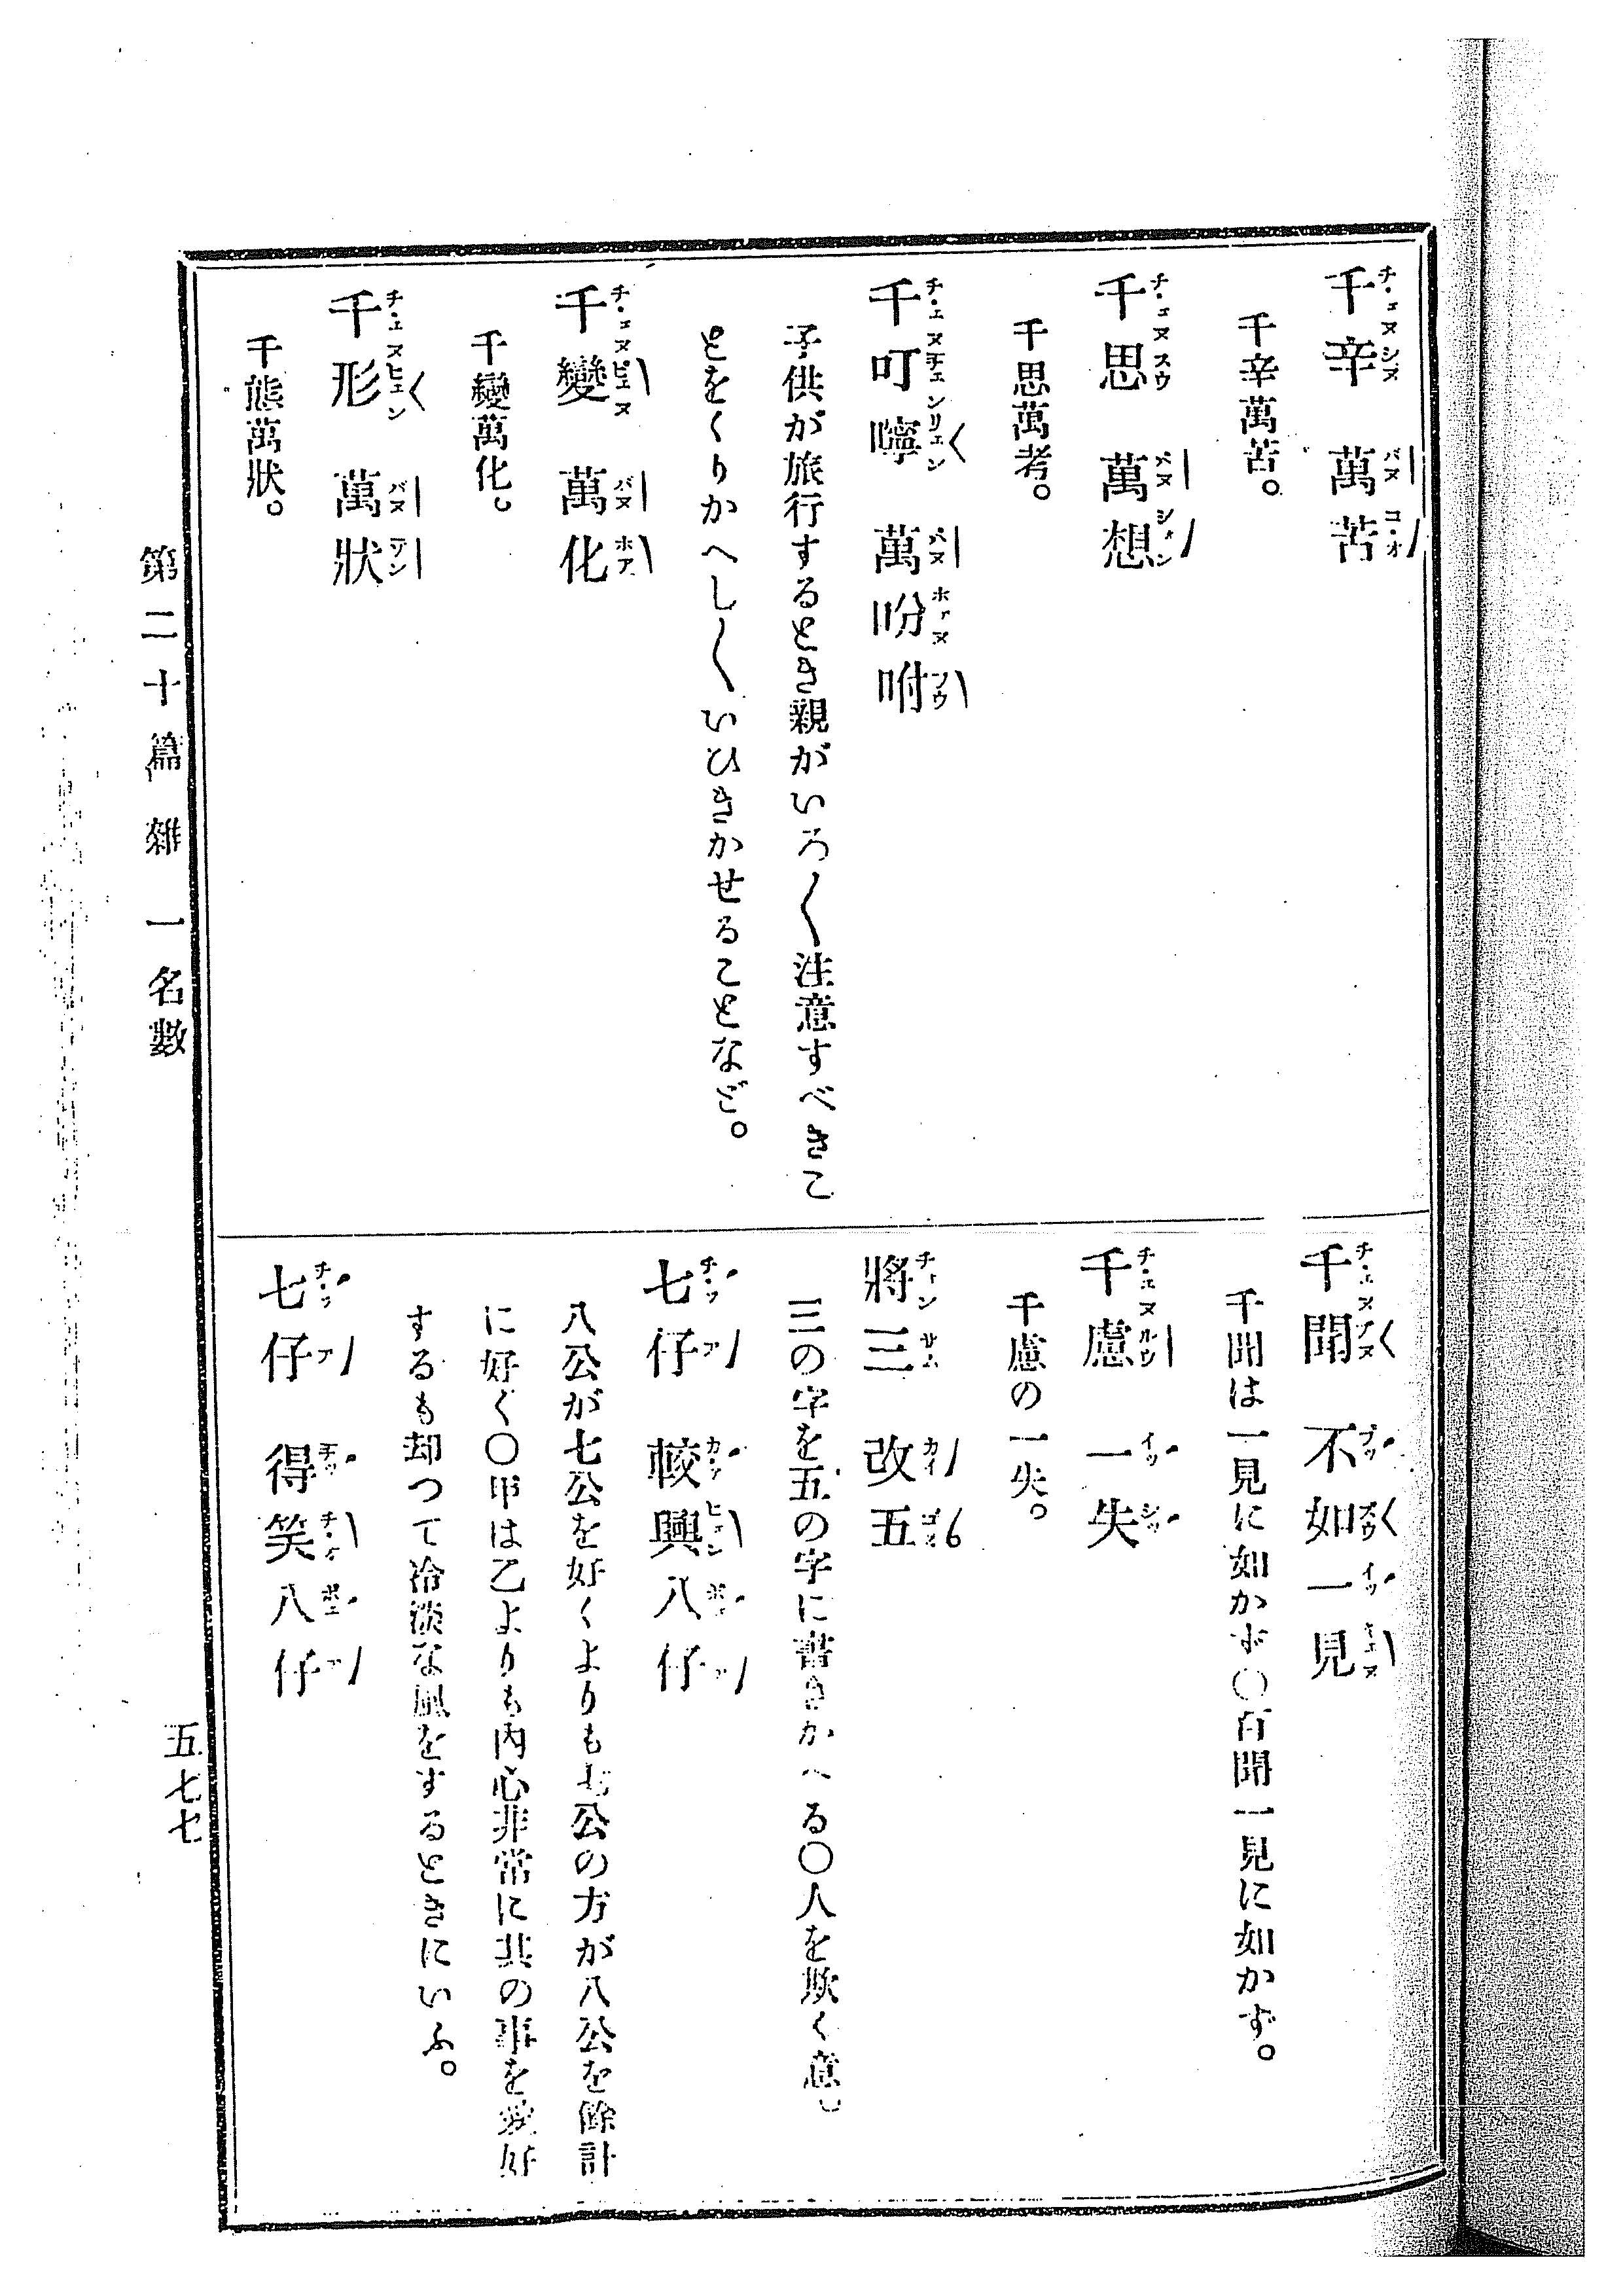 千辛 萬苦
千辛萬苦。
千思 萬想
千思萬考。
千叮嚀 萬吩咐
子供が旅行するとき親がいろ〱注意すべきこ
とをくりかへし〱いひきかせることなど。
千變 萬化
千變萬化。
千形 萬狀
千態萬狀。
千聞 不如一見
千聞は一見に如かず〇百聞一見に如かず。
千慮 一失
千慮の一失。
將三 改五
三の字を五の字に書きかへる〇人を欺く意。
七仔 較興八仔
八公が七公を好くよりも七公の方が八公を餘計
に好く〇甲は乙よりも內心非常に其の事を愛好
するも却つて冷淡な風をするときにいふ。
七仔 得笑八仔
第二十篇 雜 一 名數
五七七